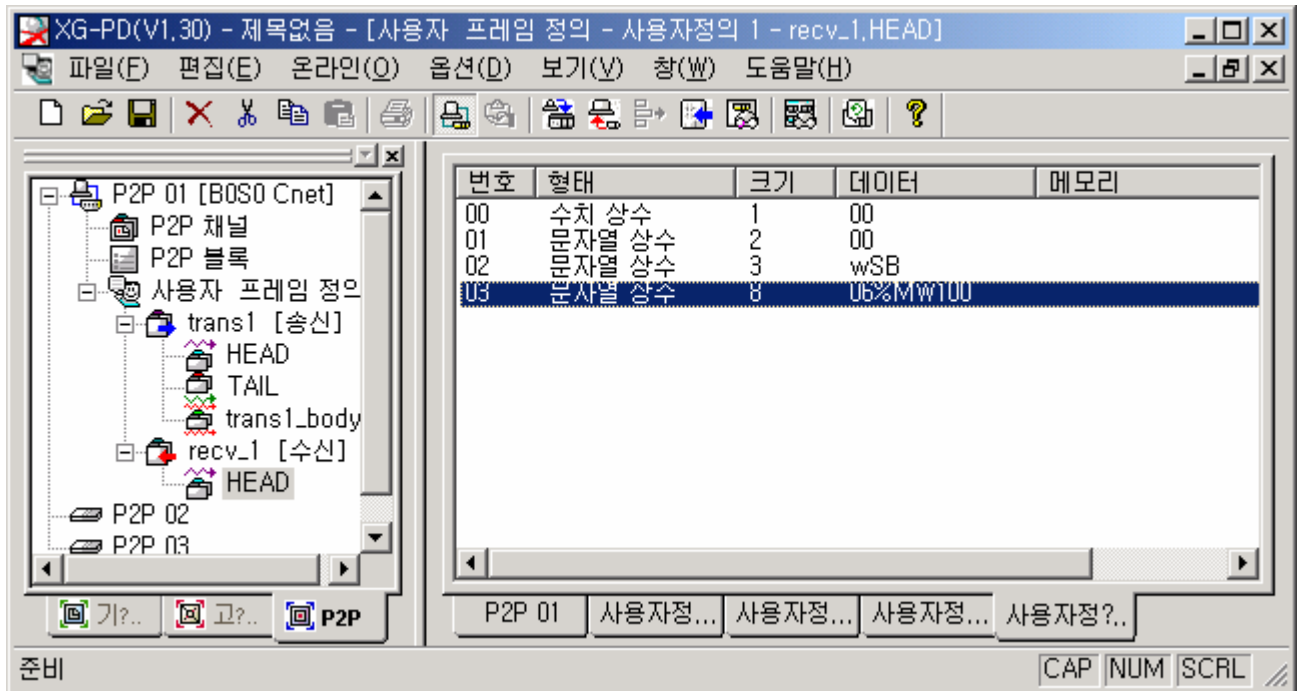 XG-PD(V1,30) - 제목없음 - [사용자 프레임 정의 - 사용자정의 1 - recv_1,HEAD]
파일(F) 편집(E) 온라인(O) 옵션(D) 보기(V) 창(W) 도움말(H)
P2P 01 [B0S0 Cnet]
P2P 채널
P2P 블록
사용자 프레임 정의
trans1 [송신]
HEAD
TAIL
trans1_body
recv_1 [수신]
HEAD
P2P 02
P2P 03
기?.. 고?.. P2P
번호 형태 크기 데이터 메모리
00 수치 상수 1 00
01 문자열 상수 2 00
02 문자열 상수 3 wSB
03 문자열 상수 8 06%MW100
P2P 01 사용자정... 사용자정... 사용자정... 사용자정?..
준비 CAP NUM SCRL